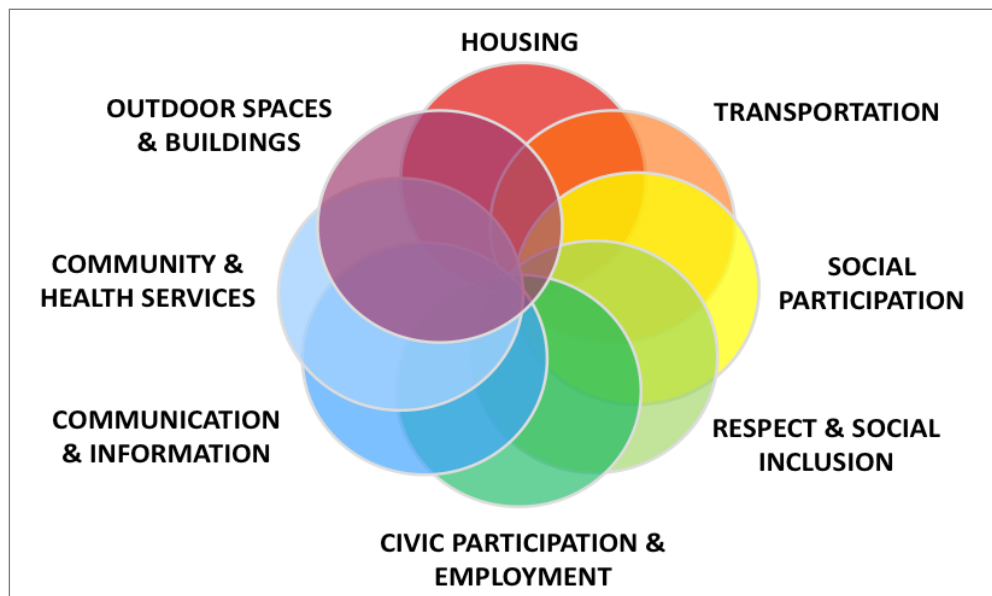 HOUSING
TRANSPORTATION
SOCIAL
PARTICIPATION
RESPECT & SOCIAL
INCLUSION
CIVIC PARTICIPATION &
EMPLOYMENT
COMMUNICATION
& INFORMATION
COMMUNITY &
HEALTH SERVICES
OUTDOOR SPACES
& BUILDINGS